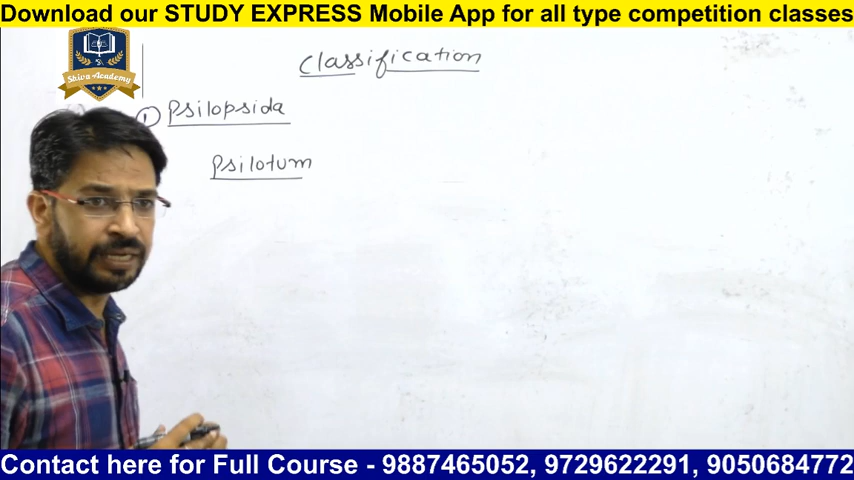 Download our STUDY EXPRESS Mobile App for all type competition classes
Shiva Academy
Classification
① Psilopsida
Psilotum
Contact here for Full Course - 9887465052, 9729622291, 9050684772